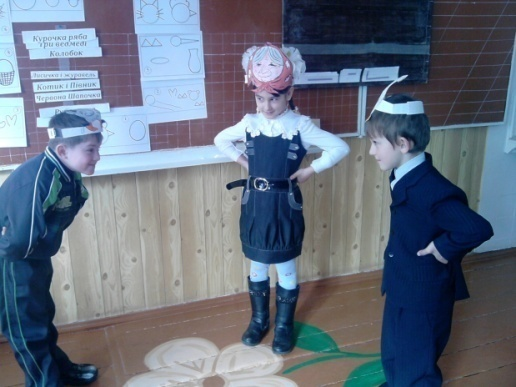 Курочка ряба
Три ведмеді
Колобок
Лисичка і журавель
Котик і Півник
Червона Шапочка